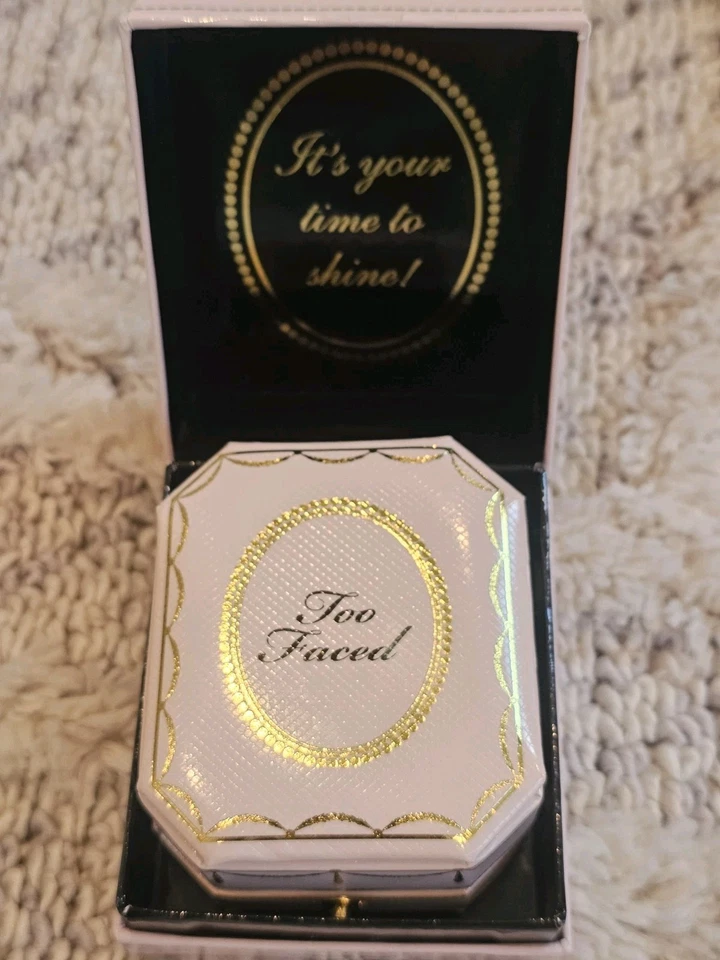 It's your
time to
shine!
Too
Faced